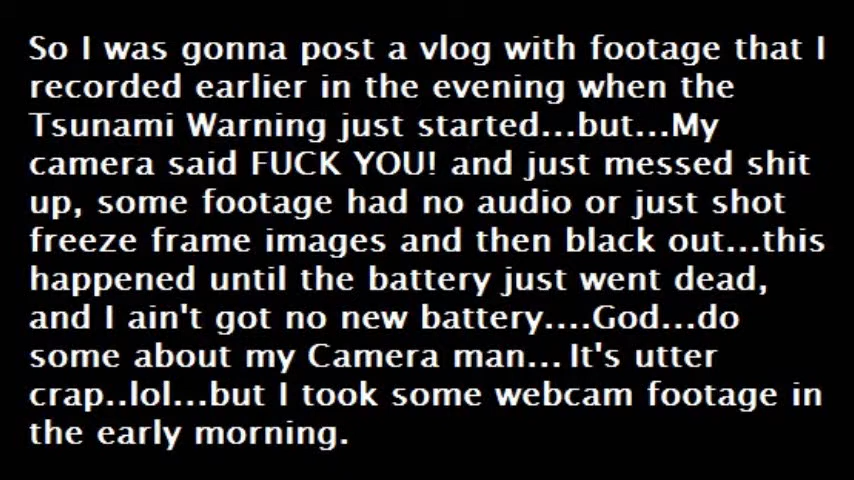 So I was gonna post a vlog with footage that I
recorded earlier in the evening when the
Tsunami Warning just started...but...My
camera said FUCK YOU! and just messed shit
up, some footage had no audio or just shot
freeze frame images and then black out...this
happened until the battery just went dead,
and I ain't got no new battery....God...do
some about my Camera man... It's utter
crap..lol...but I took some webcam footage in
the early morning.